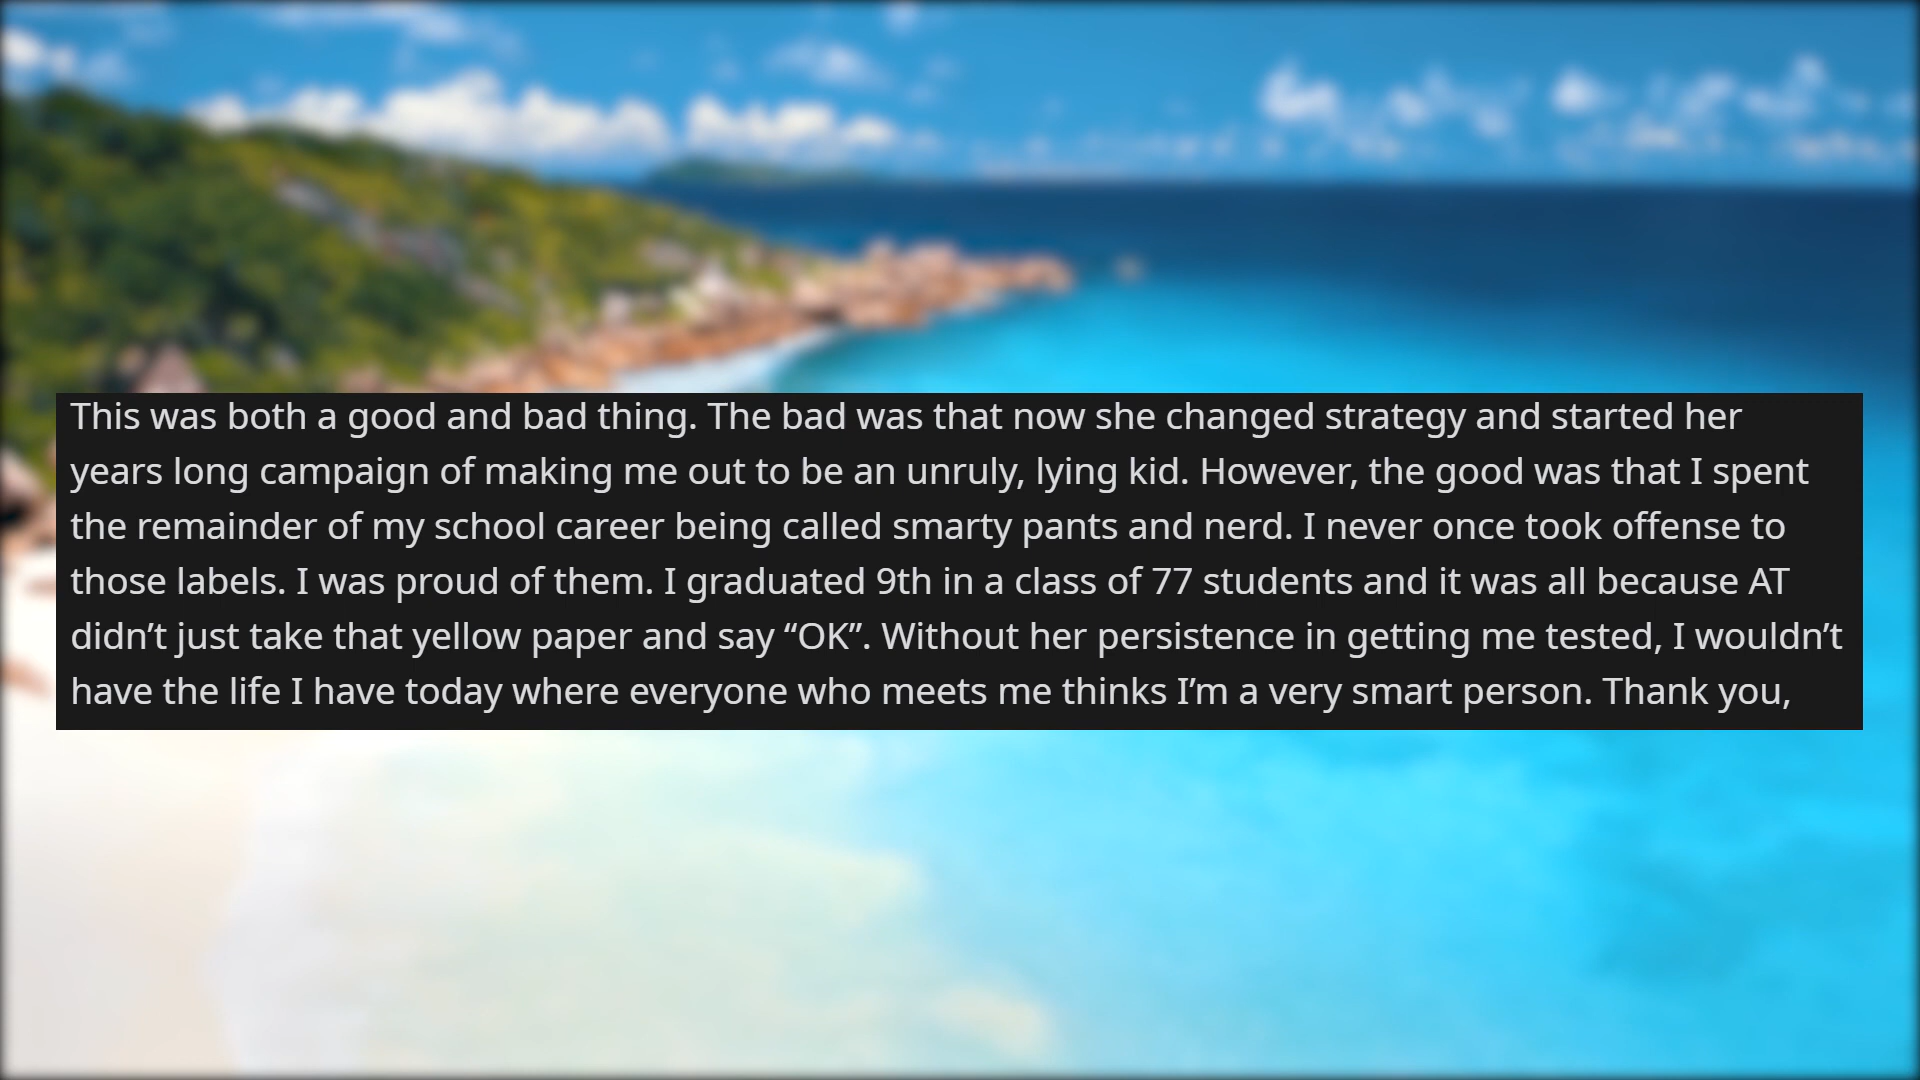 This was both a good and bad thing. The bad was that now she changed strategy and started her
years long campaign of making me out to be an unruly, lying kid. However, the good was that I spent
the remainder of my school career being called smarty pants and nerd. I never once took offense to
those labels. I was proud of them. I graduated 9th in a class of 77 students and it was all because AT
didn’t just take that yellow paper and say “OK”. Without her persistence in getting me tested, I wouldn’t
have the life I have today where everyone who meets me thinks I’m a very smart person. Thank you,